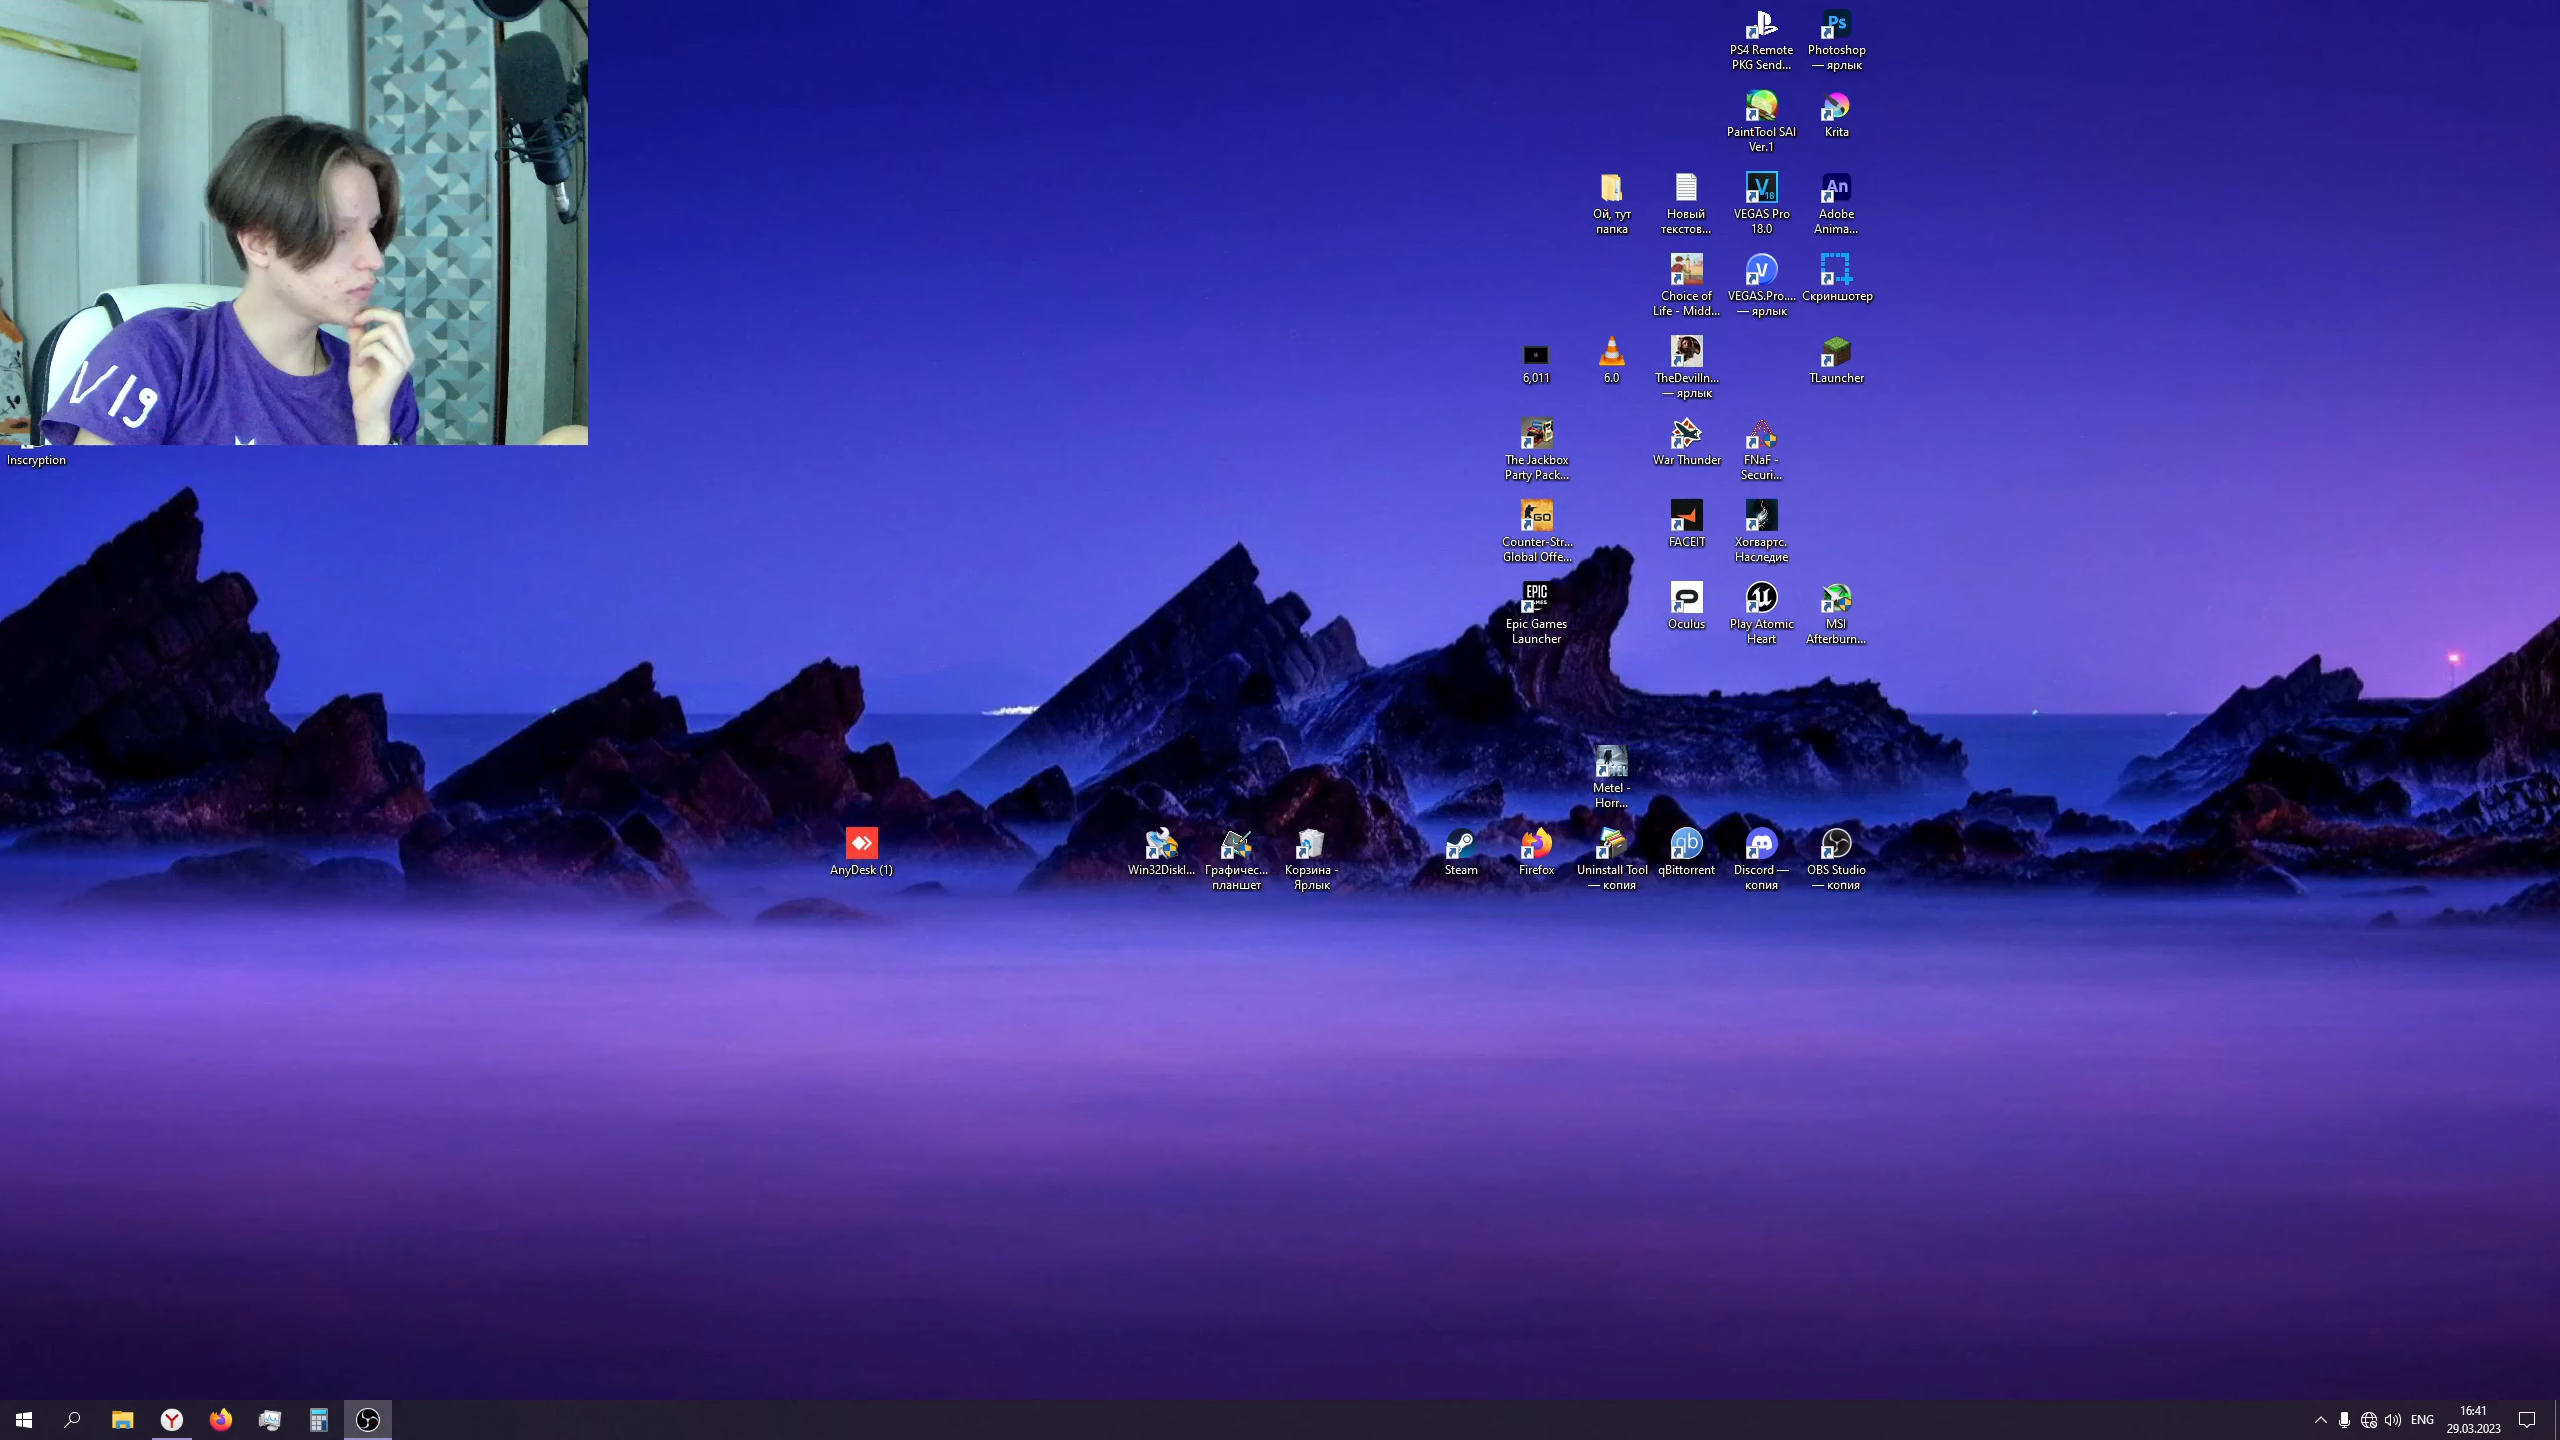 V19
PS4 Remote
PKG Send...
Photoshop
— ярлык
PaintTool SAI
Ver.1
Krita
Ой, тут
папка
Новый
текстов...
VEGAS Pro
18.0
Adobe
Anima...
Choice of
Life - Midd...
VEGAS.Pro....
— ярлык
Скриншотер
6,011
6.0
TheDevilIn...
— ярлык
TLauncher
Inscryption
The Jackbox
Party Pack...
War Thunder
FNaF -
Securi...
Counter-Str...
Global Offe...
FACEIT
Хогвартс.
Наследие
Epic Games
Launcher
Oculus
Play Atomic
Heart
MSI
Afterburn...
Metel -
Horr...
AnyDesk (1)
Win32DiskI...
Графичес...
планшет
Корзина -
Ярлык
Steam
Firefox
Uninstall Tool
— копия
qBittorrent
Discord —
копия
OBS Studio
— копия
ENG
16:41
29.03.2023